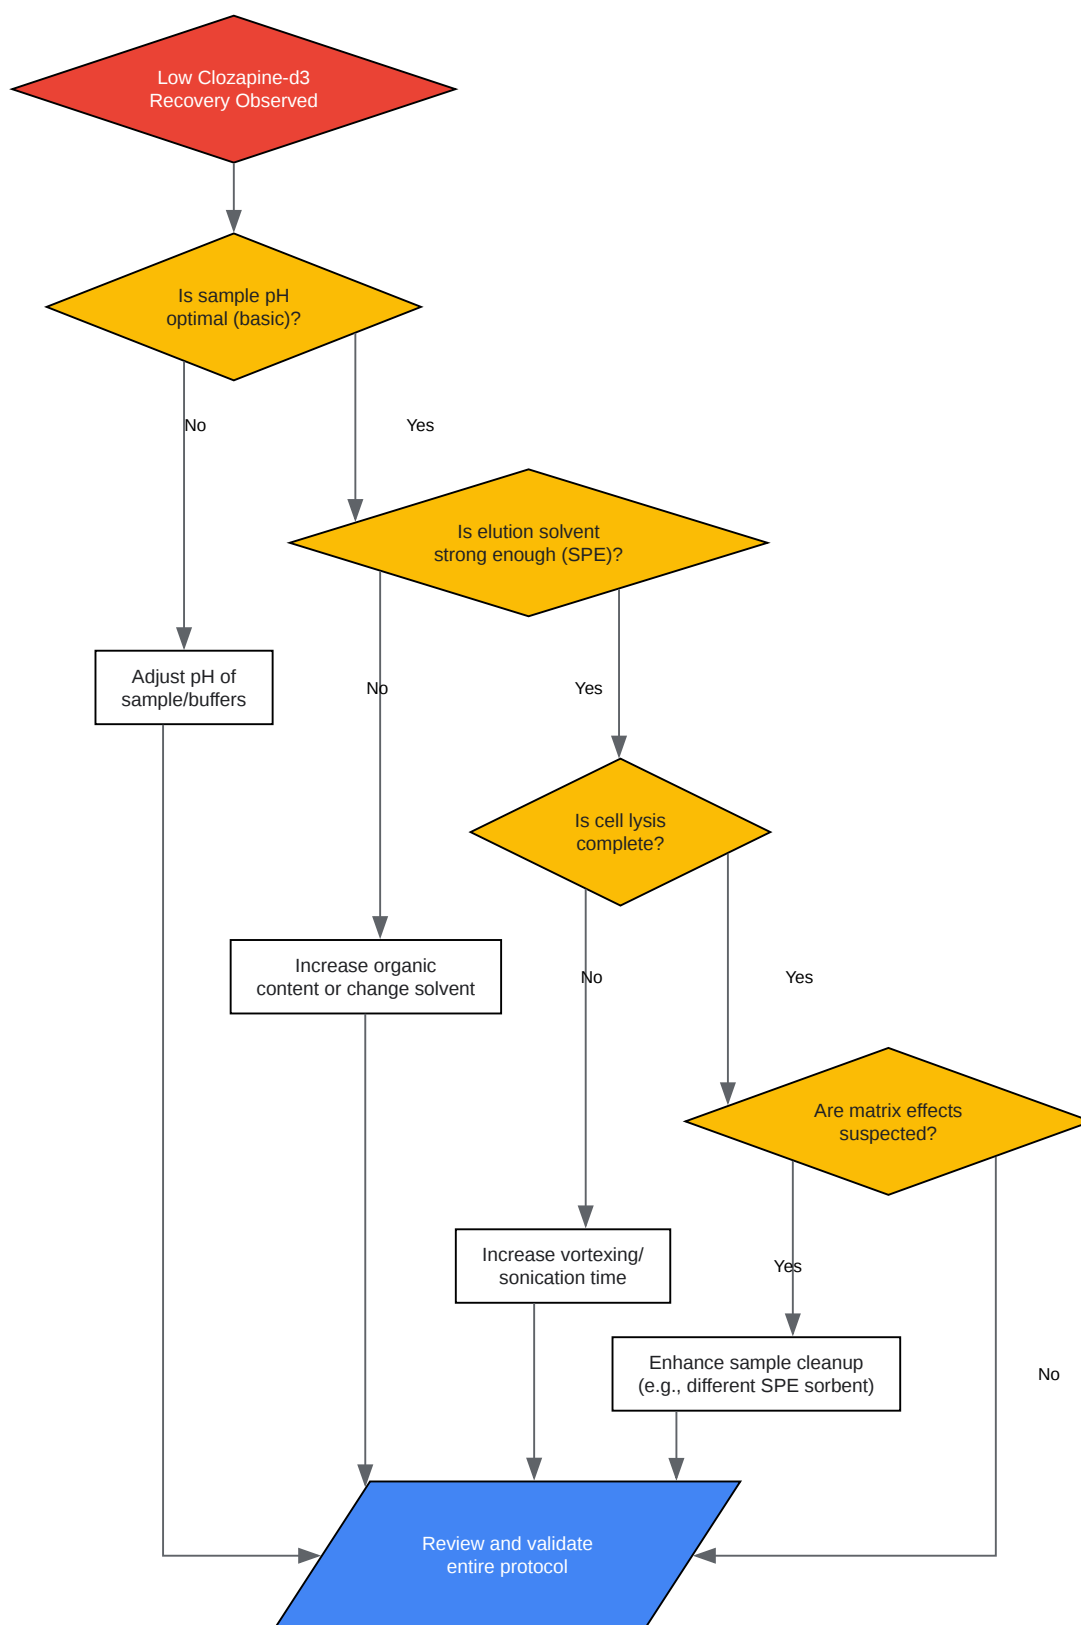 Low Clozapine-d3
Recovery Observed
Is sample pH
optimal (basic)?
No
Yes
Is elution solvent
strong enough (SPE)?
Adjust pH of
sample/buffers
No
Yes
Is cell lysis
complete?
Increase organic
content or change solvent
No
Yes
Are matrix effects
suspected?
Increase vortexing/
sonication time
Yes
Enhance sample cleanup
(e.g., different SPE sorbent)
No
Review and validate
entire protocol